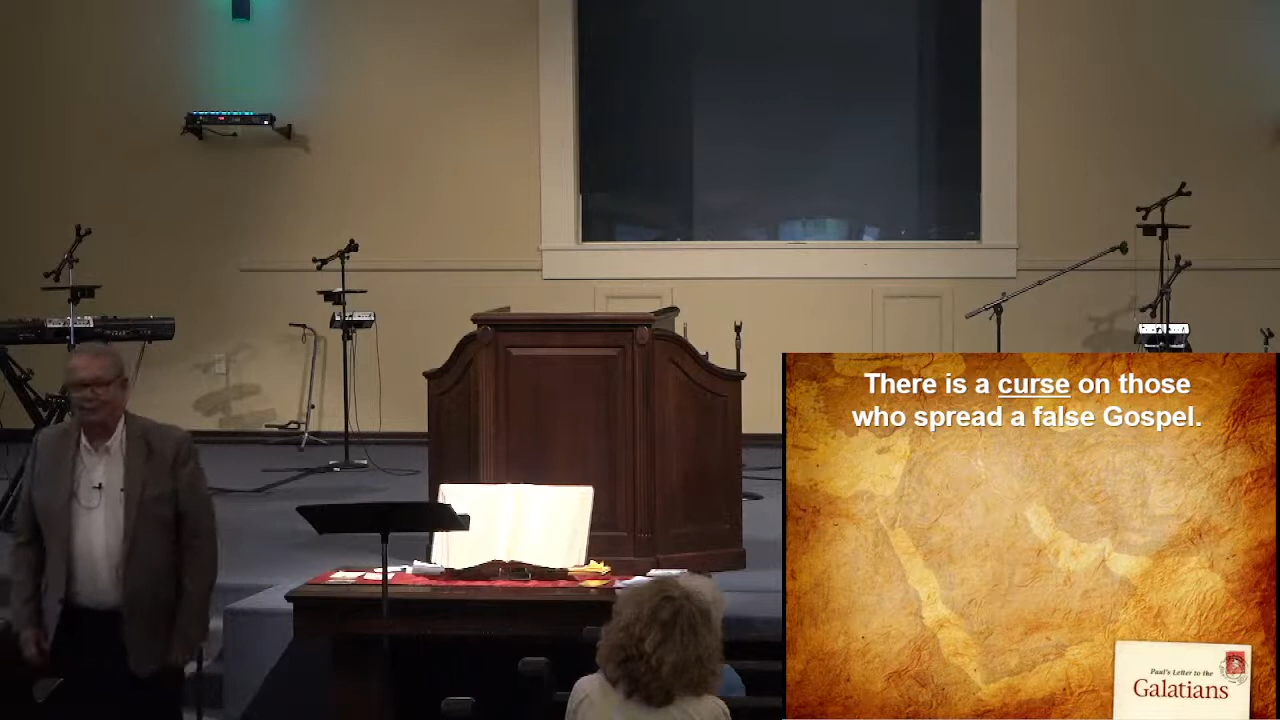 There is a curse on those
who spread a false Gospel.
Paul's Letter to the
Galatians